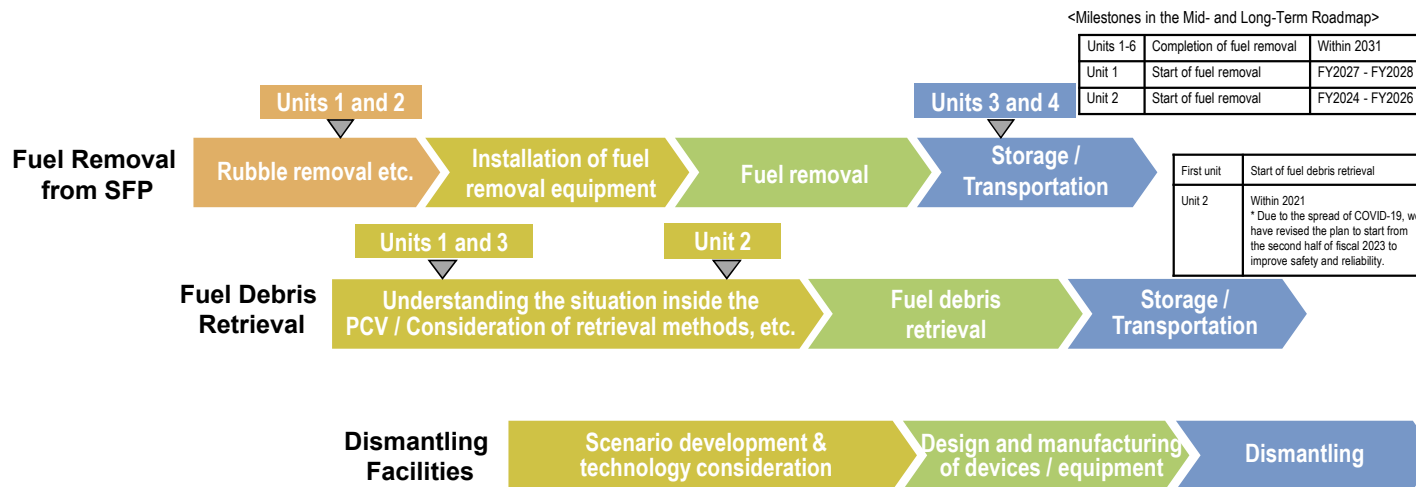 <Milestones in the Mid- and Long-Term Roadmap>
Units 1-6 Completion of fuel removal Within 2031
Unit 1 Start of fuel removal FY2027 - FY2028
Unit 2 Start of fuel removal FY2024 - FY2026
Units 1 and 2
Units 3 and 4
Fuel Removal
from SFP
Rubble removal etc.
Installation of fuel
removal equipment
Fuel removal
Storage /
Transportation
First unit Start of fuel debris retrieval
Unit 2 Within 2021
* Due to the spread of COVID-19, we
have revised the plan to start from
the second half of fiscal 2023 to
improve safety and reliability.
Units 1 and 3
Unit 2
Fuel Debris
Retrieval
Understanding the situation inside the
PCV / Consideration of retrieval methods, etc.
Fuel debris
retrieval
Storage /
Transportation
Dismantling
Facilities
Scenario development &
technology consideration
Design and manufacturing
of devices / equipment
Dismantling